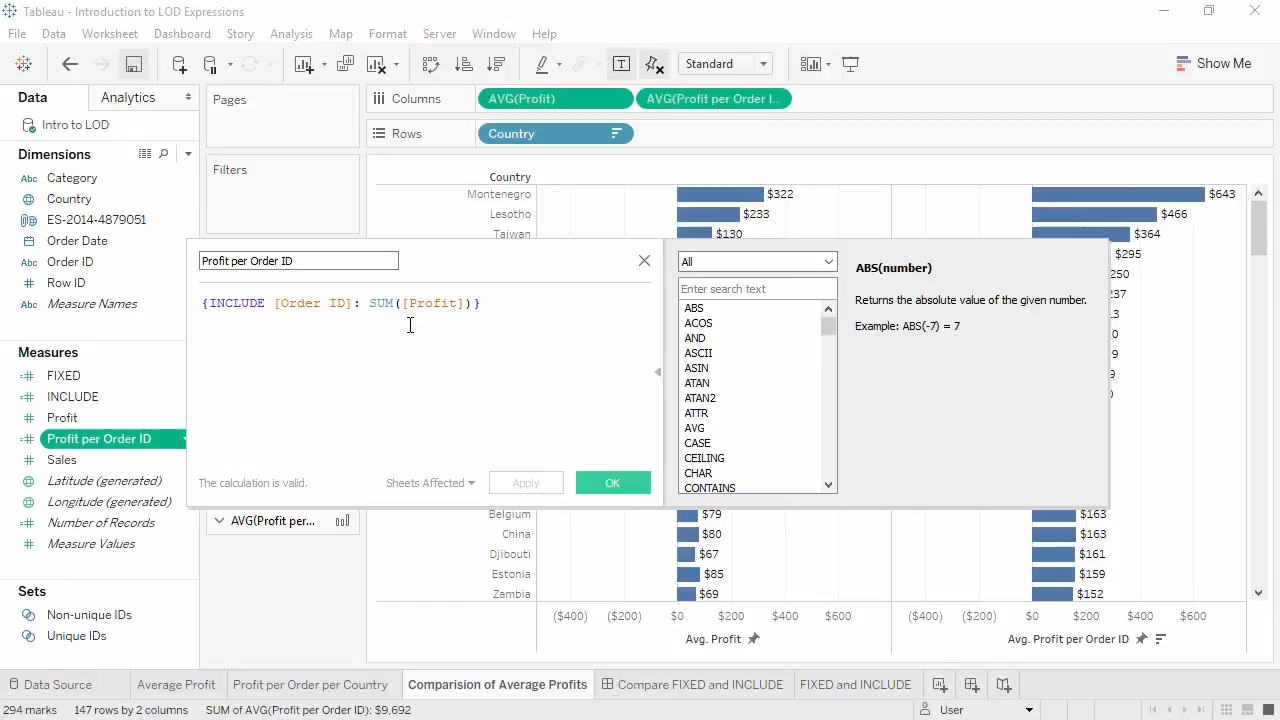 Tableau - Introduction to LOD Expressions
File Data Worksheet Dashboard Story Analysis Map Format Server Window Help
Standard
Show Me
Data
Analytics
Pages
Columns
AVG(Profit)
AVG(Profit per Order I..
Intro to LOD
Rows
Country
Dimensions
Filters
Abc Category
Country
ES-2014-4879051
Order Date
Abc Order ID
Row ID
Abc Measure Names
Measures
FIXED
INCLUDE
Profit
Profit per Order ID
Sales
Latitude (generated)
Longitude (generated)
Number of Records
Measure Values
Sets
Non-unique IDs
Unique IDs
Country
Montenegro $322 $643
Lesotho $233 $466
Taiwan $130 $364
$295
250
237
Profit per Order ID
{INCLUDE [Order ID]: SUM([Profit])}
The calculation is valid.
Sheets Affected
Apply
OK
All
Enter search text
ABS
ACOS
AND
ASCII
ASIN
ATAN
ATAN2
ATTR
AVG
CASE
CEILING
CHAR
CONTAINS
ABS(number)
Returns the absolute value of the given number.
Example: ABS(-7) = 7
AVG(Profit per...
Belgium $79 $163
China $80 $163
Djibouti $67 $161
Estonia $85 $159
Zambia $69 $152
($400) ($200) $0 $200 $400 $600 ($400) ($200) $0 $200 $400 $600
Avg. Profit
Avg. Profit per Order ID
Data Source
Average Profit
Profit per Order per Country
Comparision of Average Profits
Compare FIXED and INCLUDE
FIXED and INCLUDE
294 marks 147 rows by 2 columns SUM of AVG(Profit per Order ID): $9,692
User